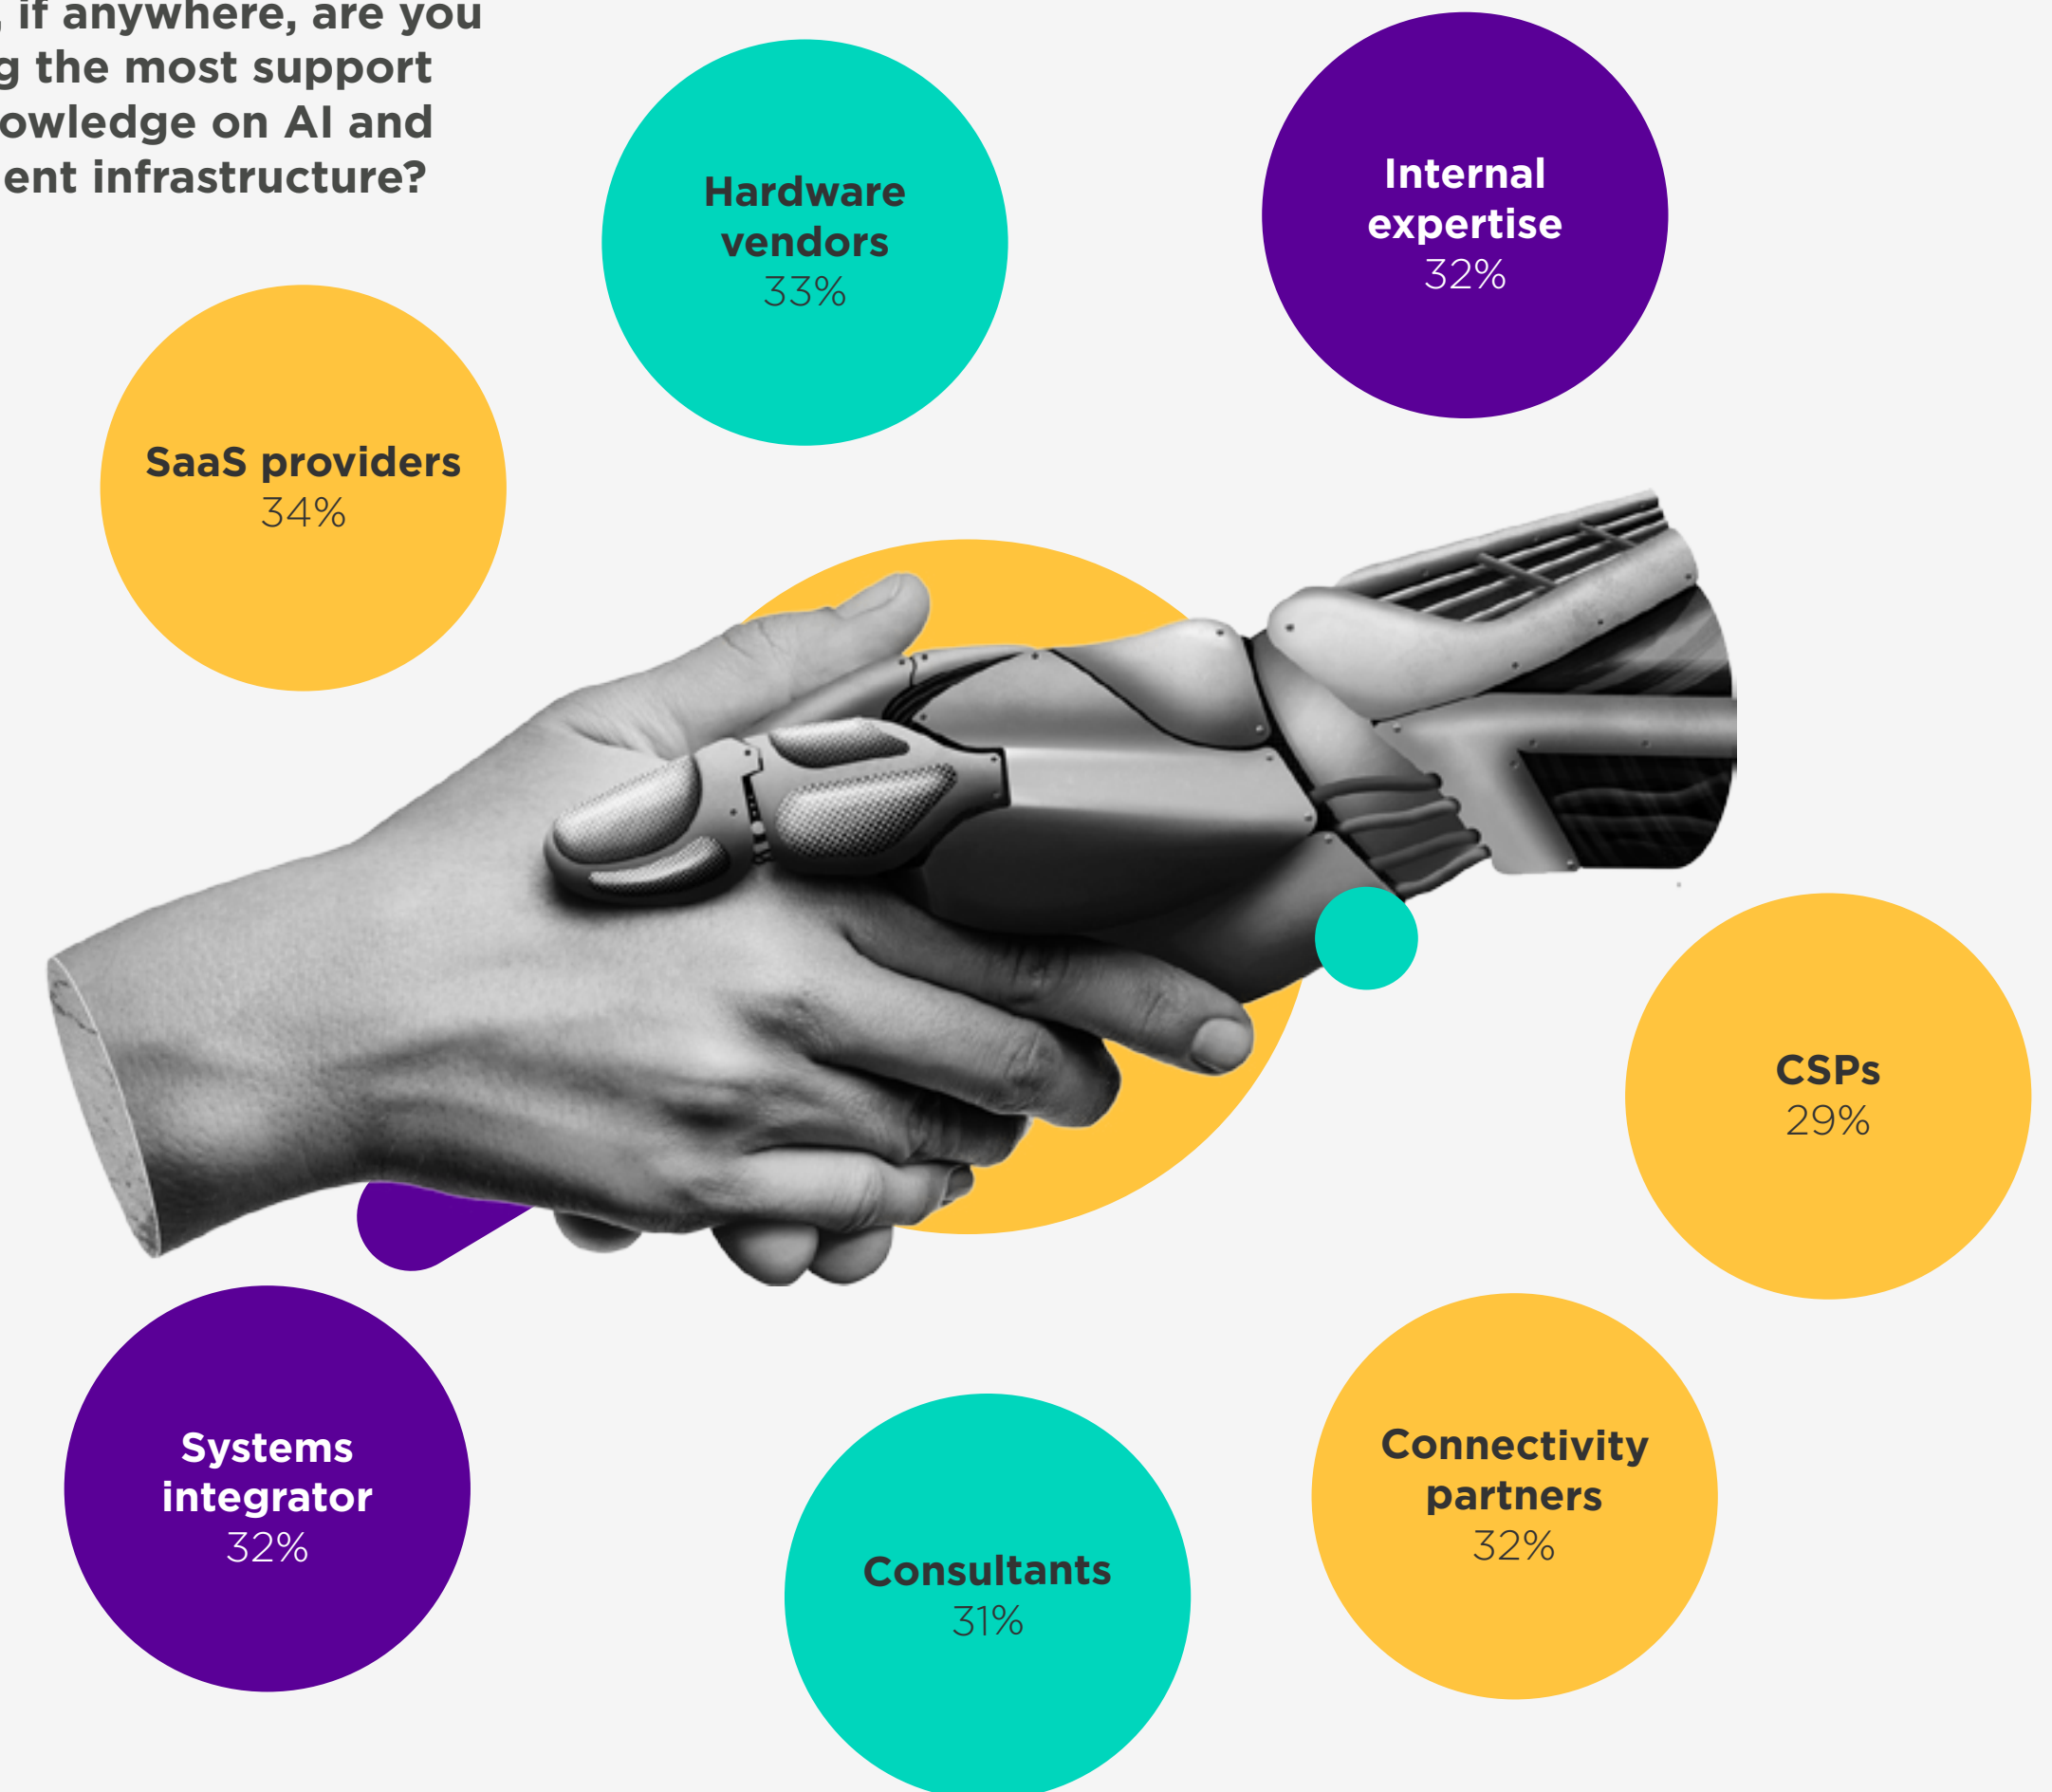 , if anywhere, are you
g the most support
owledge on AI and
ent infrastructure?
Hardware
vendors
33%
Internal
expertise
32%
SaaS providers
34%
CSPs
29%
Systems
integrator
32%
Connectivity
partners
32%
Consultants
31%